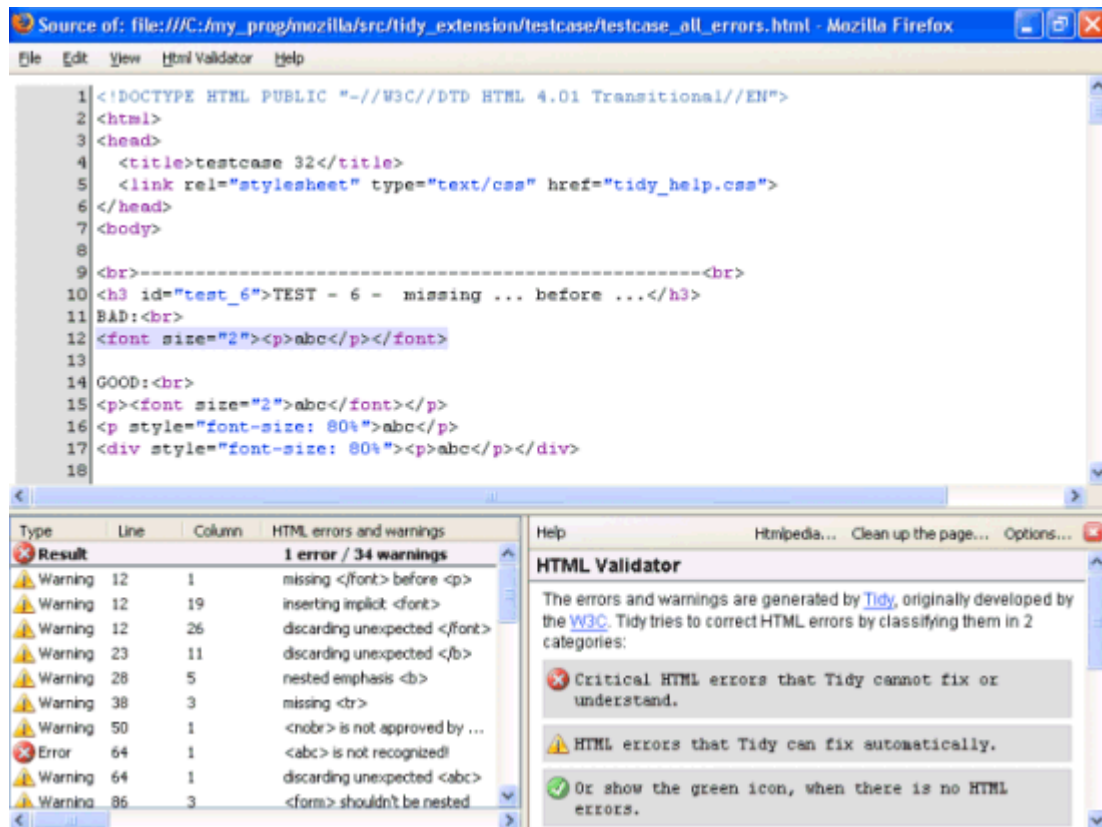 Source of: file:///C:/my_prog/mozilla/src/tidy_extension/testcase/testcase_all_errors.html - Mozilla Firefox
File Edit View Html Validator Help
1 <!DOCTYPE HTML PUBLIC "-//W3C//DTD HTML 4.01 Transitional//EN">
2 <html>
3 <head>
4 <title>testcase 32</title>
5 <link rel="stylesheet" type="text/css" href="tidy_help.css">
6 </head>
7 <body>
8
9 <br>---------------------------------------------------<br>
10 <h3 id="test_6">TEST - 6 - missing ... before ...</h3>
11 BAD:<br>
12 <font size="2"><p>abc</p></font>
13
14 GOOD:<br>
15 <p><font size="2">abc</font></p>
16 <p style="font-size: 80%">abc</p>
17 <div style="font-size: 80%"><p>abc</p></div>
18
Type Line Column HTML errors and warnings
Result 1 error / 34 warnings
Warning 12 1 missing </font> before <p>
Warning 12 19 inserting implicit <font>
Warning 12 26 discarding unexpected </font>
Warning 23 11 discarding unexpected </b>
Warning 28 5 nested emphasis <b>
Warning 38 3 missing <tr>
Warning 50 1 <nobr> is not approved by ...
Error 64 1 <abc> is not recognized!
Warning 64 1 discarding unexpected <abc>
Warning 86 3 <form> shouldn't be nested
Help Htmlpedia... Clean up the page... Options...
HTML Validator
The errors and warnings are generated by Tidy, originally developed by
the W3C. Tidy tries to correct HTML errors by classifying them in 2
categories:
Critical HTML errors that Tidy cannot fix or
understand.
HTML errors that Tidy can fix automatically.
Or show the green icon, when there is no HTML
errors.